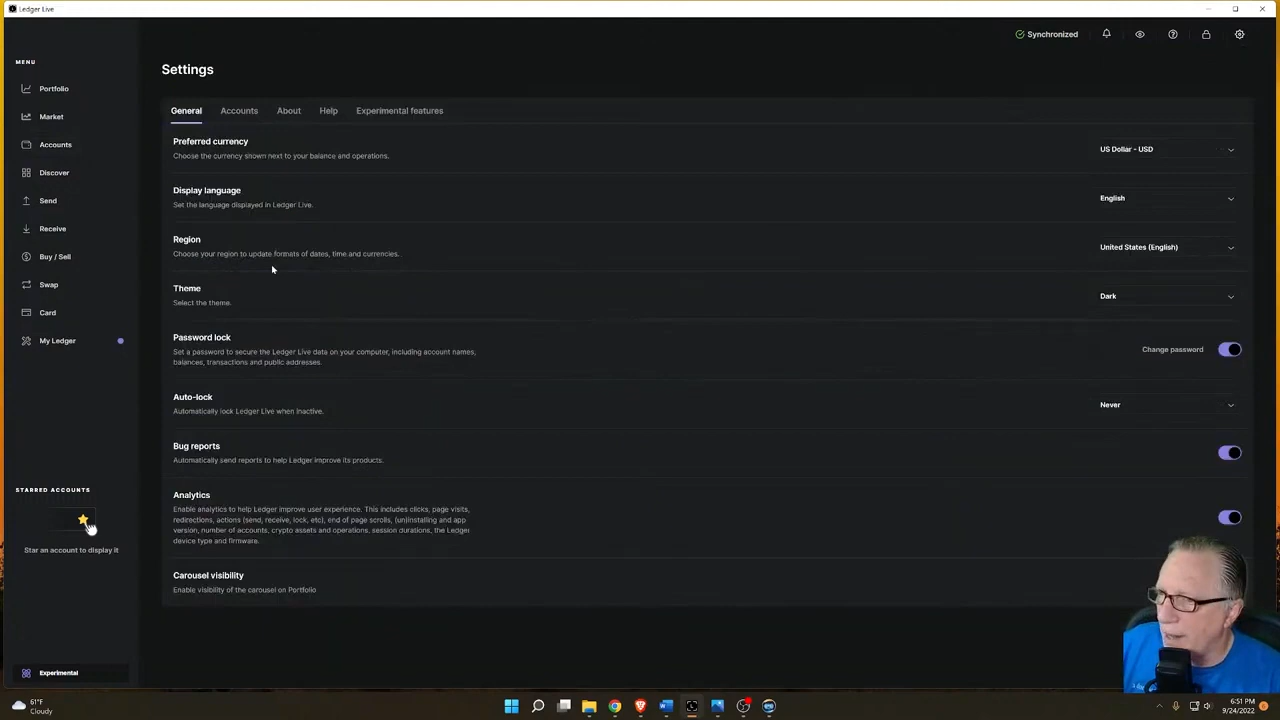 Ledger Live
Synchronized
MENU
Portfolio
Market
Accounts
Discover
Send
Receive
Buy / Sell
Swap
Card
My Ledger
STARRED ACCOUNTS
Star an account to display it
Experimental
Settings
General Accounts About Help Experimental features
Preferred currency
Choose the currency shown next to your balance and operations.
US Dollar - USD
Display language
Set the language displayed in Ledger Live.
English
Region
Choose your region to update formats of dates, time and currencies.
United States (English)
Theme
Select the theme.
Dark
Password lock
Set a password to secure the Ledger Live data on your computer, including account names,
balances, transactions and public addresses.
Change password
Auto-lock
Automatically lock Ledger Live when inactive.
Never
Bug reports
Automatically send reports to help Ledger improve its products.
Analytics
Enable analytics to help Ledger improve user experience. This includes clicks, page visits,
redirections, actions (send, receive, lock, etc), end of page scrolls, (un)installing and app
version, number of accounts, crypto assets and operations, session durations, the Ledger
device type and firmware.
Carousel visibility
Enable visibility of the carousel on Portfolio
61°F
Cloudy
6:51 PM
9/24/2022